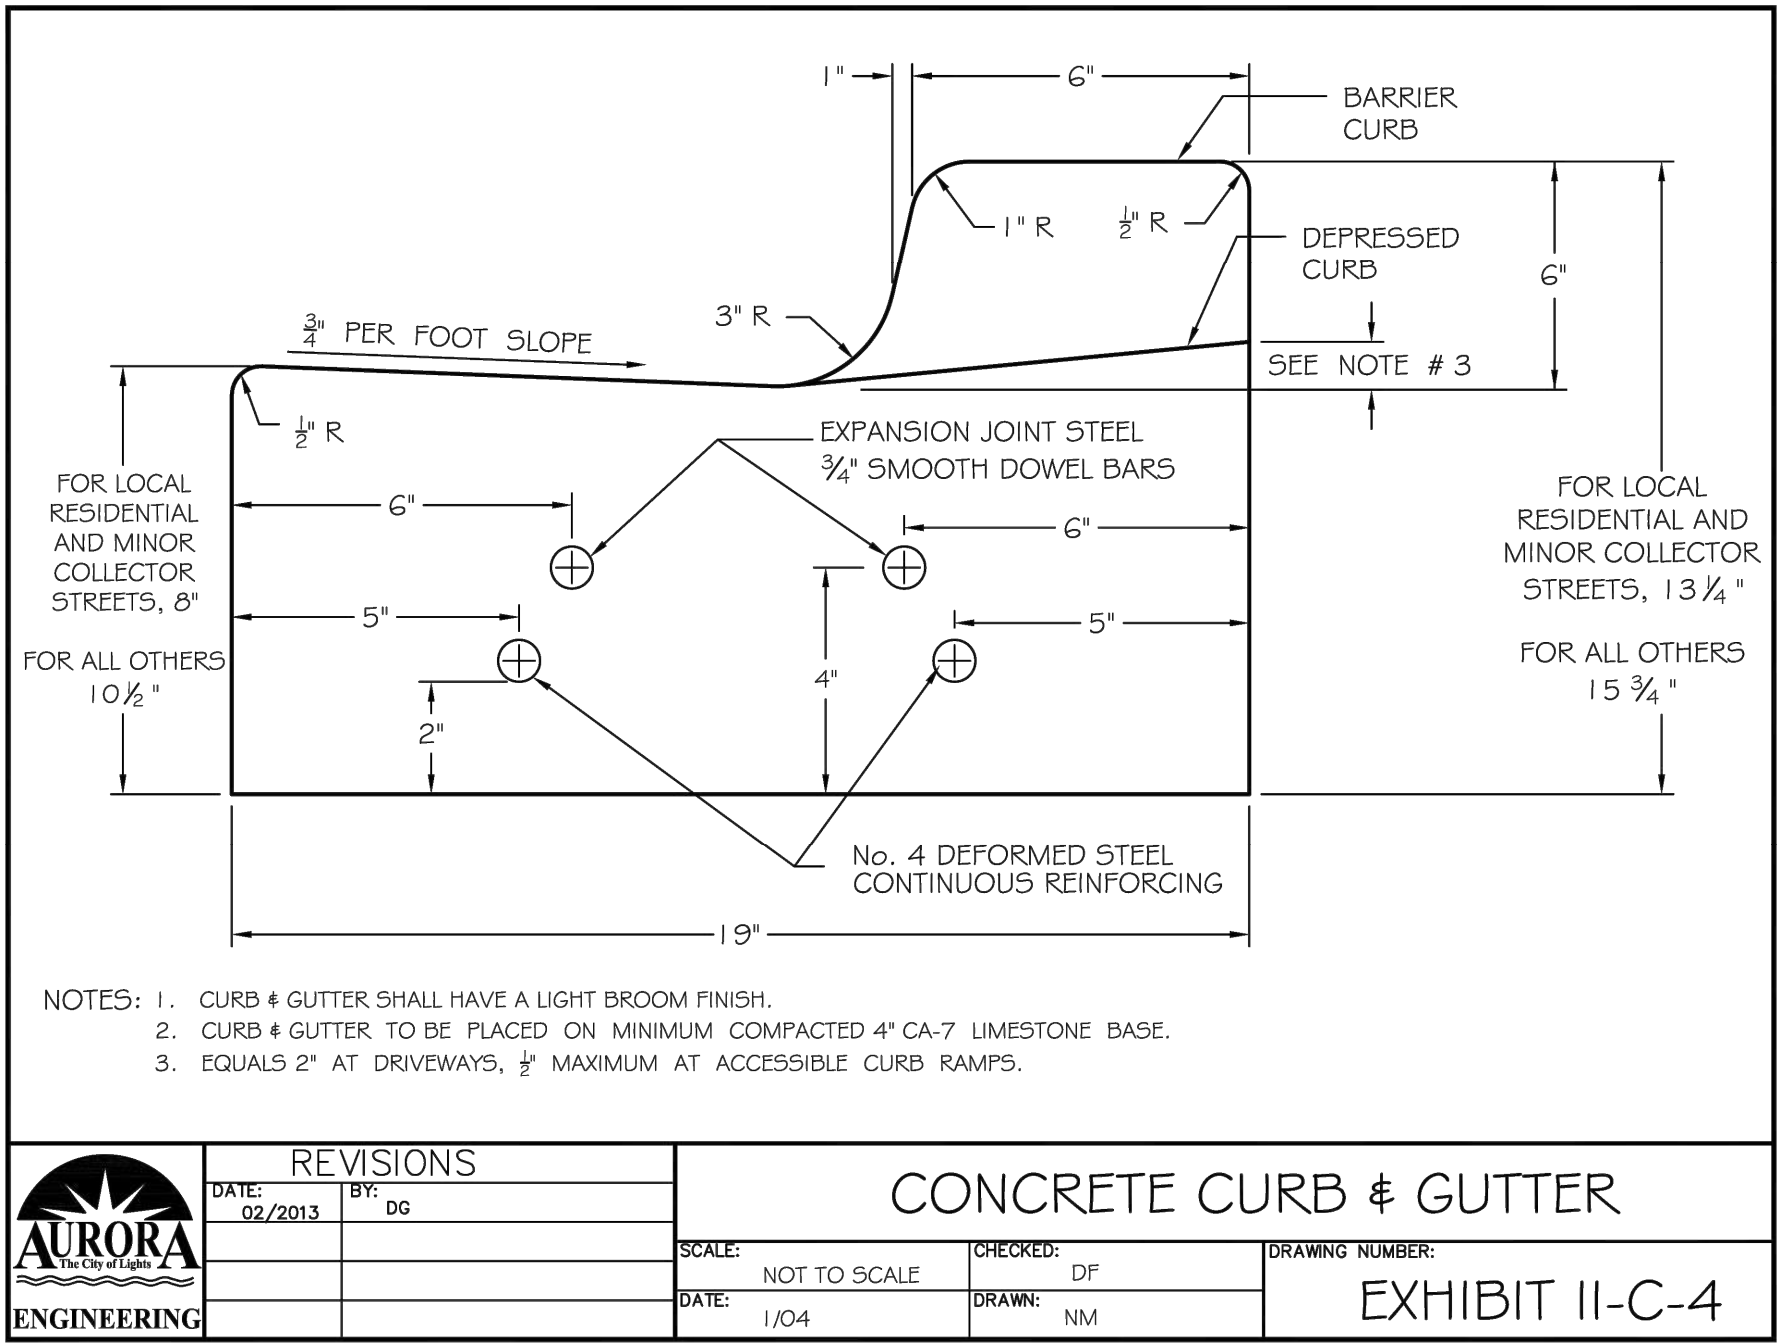 1"
6"
BARRIER
CURB
1" R
1/2" R
DEPRESSED
CURB
6"
3" R
3/4" PER FOOT SLOPE
SEE NOTE # 3
1/2" R
EXPANSION JOINT STEEL
3/4" SMOOTH DOWEL BARS
FOR LOCAL
RESIDENTIAL
AND MINOR
COLLECTOR
STREETS, 8"
FOR ALL OTHERS
10 1/2 "
6"
6"
5"
5"
4"
2"
FOR LOCAL
RESIDENTIAL AND
MINOR COLLECTOR
STREETS, 13 1/4 "
FOR ALL OTHERS
15 3/4 "
No. 4 DEFORMED STEEL
CONTINUOUS REINFORCING
19"
NOTES: 1. CURB & GUTTER SHALL HAVE A LIGHT BROOM FINISH.
2. CURB & GUTTER TO BE PLACED ON MINIMUM COMPACTED 4" CA-7 LIMESTONE BASE.
3. EQUALS 2" AT DRIVEWAYS, 1/2" MAXIMUM AT ACCESSIBLE CURB RAMPS.
AURORA
The City of Lights
ENGINEERING
REVISIONS
DATE: BY:
02/2013 DG
CONCRETE CURB & GUTTER
SCALE:
NOT TO SCALE
CHECKED:
DF
DATE:
1/04
DRAWN:
NM
DRAWING NUMBER:
EXHIBIT II-C-4